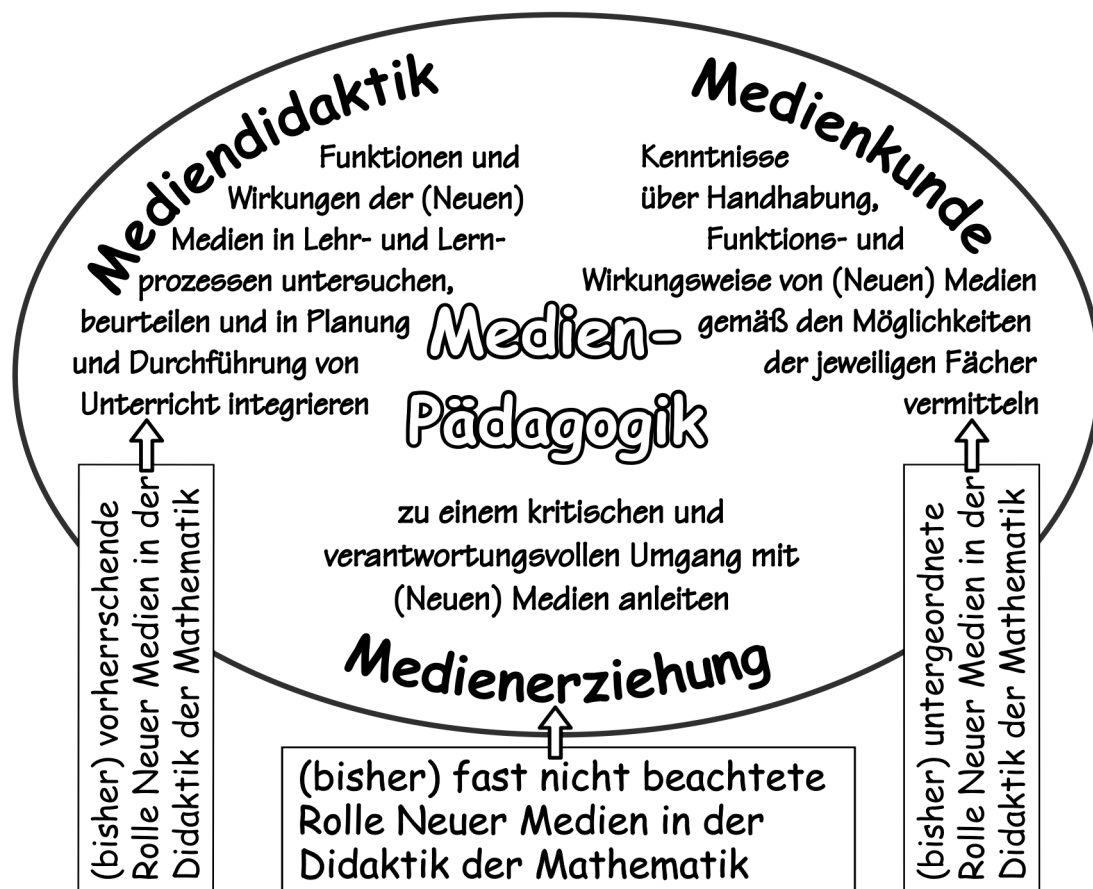 Mediendidaktik
Funktionen und
Wirkungen der (Neuen)
Medien in Lehr- und Lern-
prozessen untersuchen,
beurteilen und in Planung
und Durchführung von
Unterricht integrieren
Medienkunde
Kenntnisse
über Handhabung,
Funktions- und
Wirkungsweise von (Neuen) Medien
gemäß den Möglichkeiten
der jeweiligen Fächer
vermitteln
Medien-
Pädagogik
zu einem kritischen und
verantwortungsvollen Umgang mit
(Neuen) Medien anleiten
Medienerziehung
(bisher) vorherrschende
Rolle Neuer Medien in der
Didaktik der Mathematik
(bisher) fast nicht beachtete
Rolle Neuer Medien in der
Didaktik der Mathematik
(bisher) untergeordnete
Rolle Neuer Medien in der
Didaktik der Mathematik